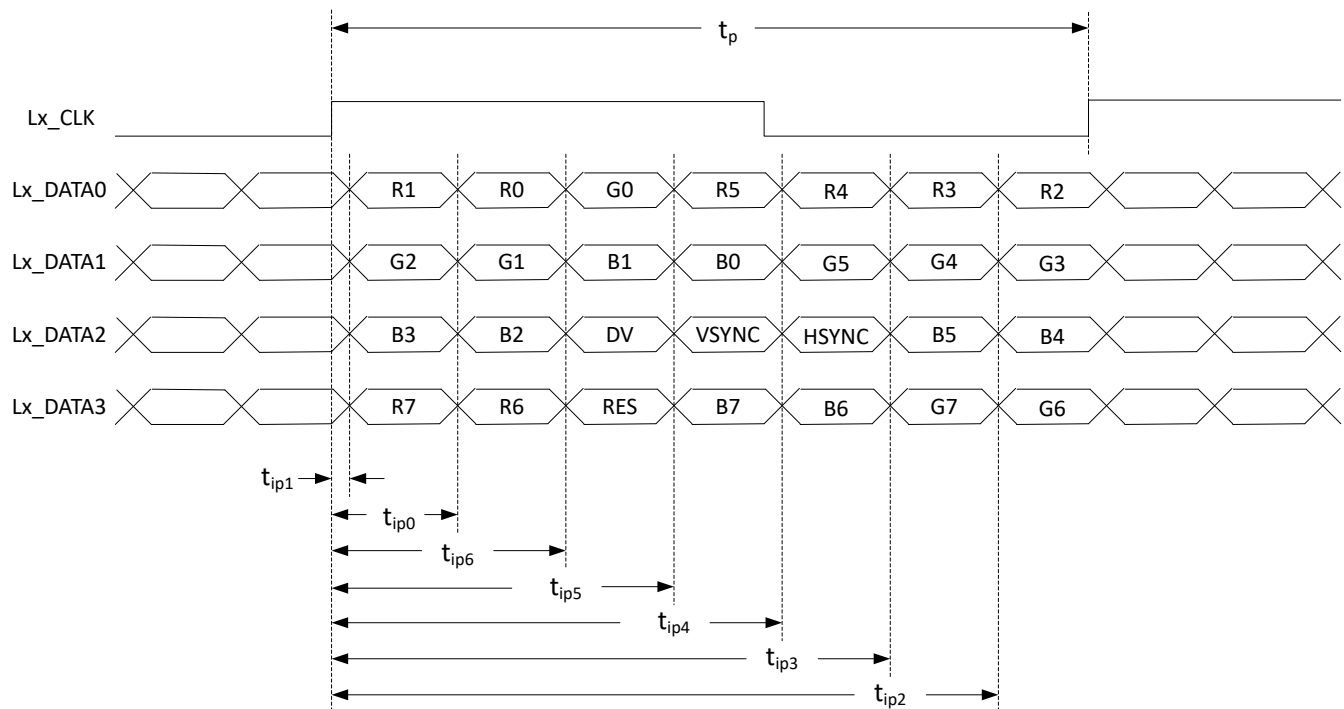 tp
Lx_CLK
Lx_DATA0 R1 R0 G0 R5 R4 R3 R2
Lx_DATA1 G2 G1 B1 B0 G5 G4 G3
Lx_DATA2 B3 B2 DV VSYNC HSYNC B5 B4
Lx_DATA3 R7 R6 RES B7 B6 G7 G6
tip1
tip0
tip6
tip5
tip4
tip3
tip2